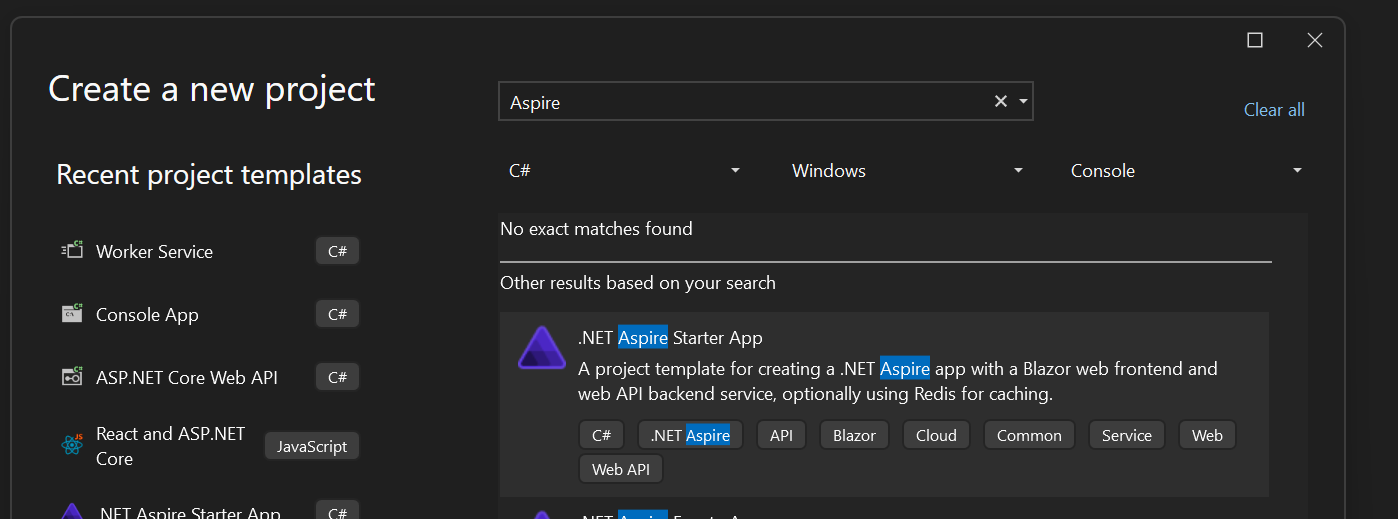 Create a new project
Aspire
Clear all
Recent project templates
C#
Windows
Console
No exact matches found
Other results based on your search
Worker Service
C#
Console App
C#
ASP.NET Core Web API
C#
React and ASP.NET
Core
JavaScript
.NET Aspire Starter App
C#
.NET Aspire Starter App
A project template for creating a .NET Aspire app with a Blazor web frontend and
web API backend service, optionally using Redis for caching.
C#
.NET Aspire
API
Blazor
Cloud
Common
Service
Web
Web API
.NET Aspire